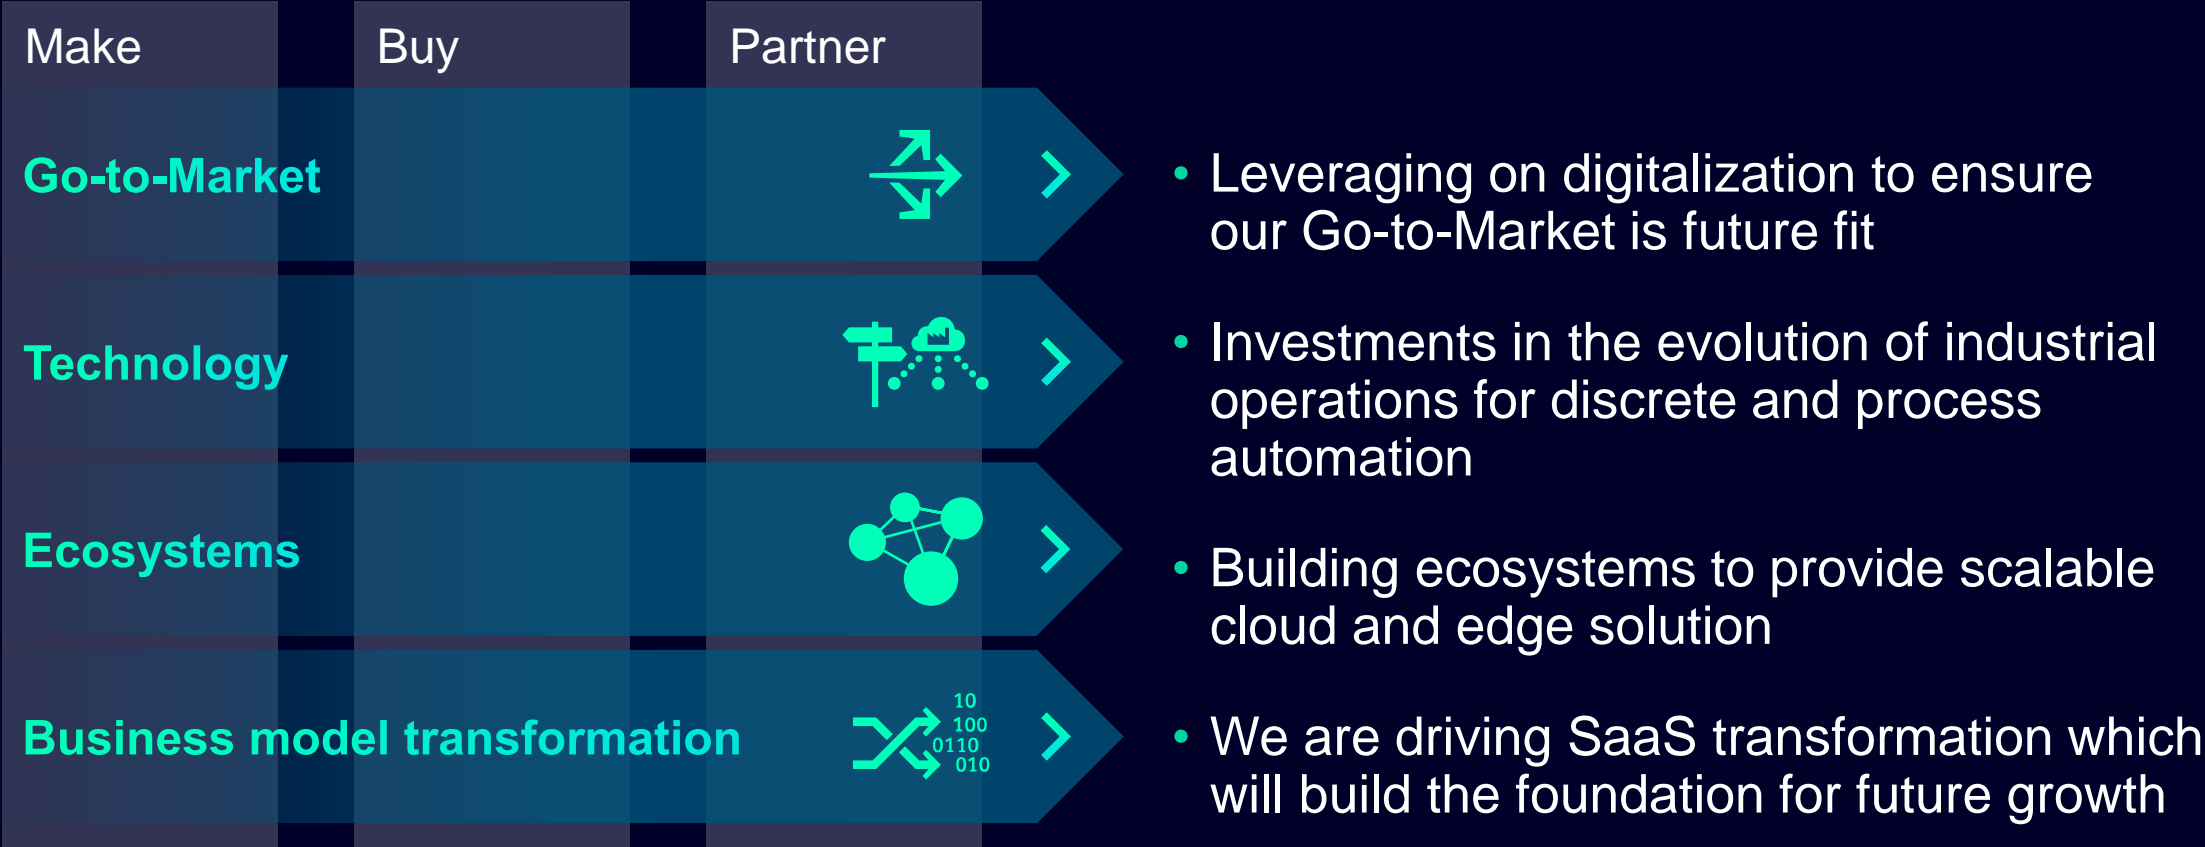 Make
Buy
Partner
Go-to-Market
• Leveraging on digitalization to ensure
our Go-to-Market is future fit
Technology
• Investments in the evolution of industrial
operations for discrete and process
automation
Ecosystems
• Building ecosystems to provide scalable
cloud and edge solution
Business model transformation
10
100
0110
010
• We are driving SaaS transformation which
will build the foundation for future growth